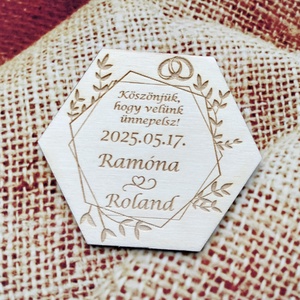 Köszönjük,
hogy velünk
ünnepelsz!
2025.05.17.
Ramóna
Roland